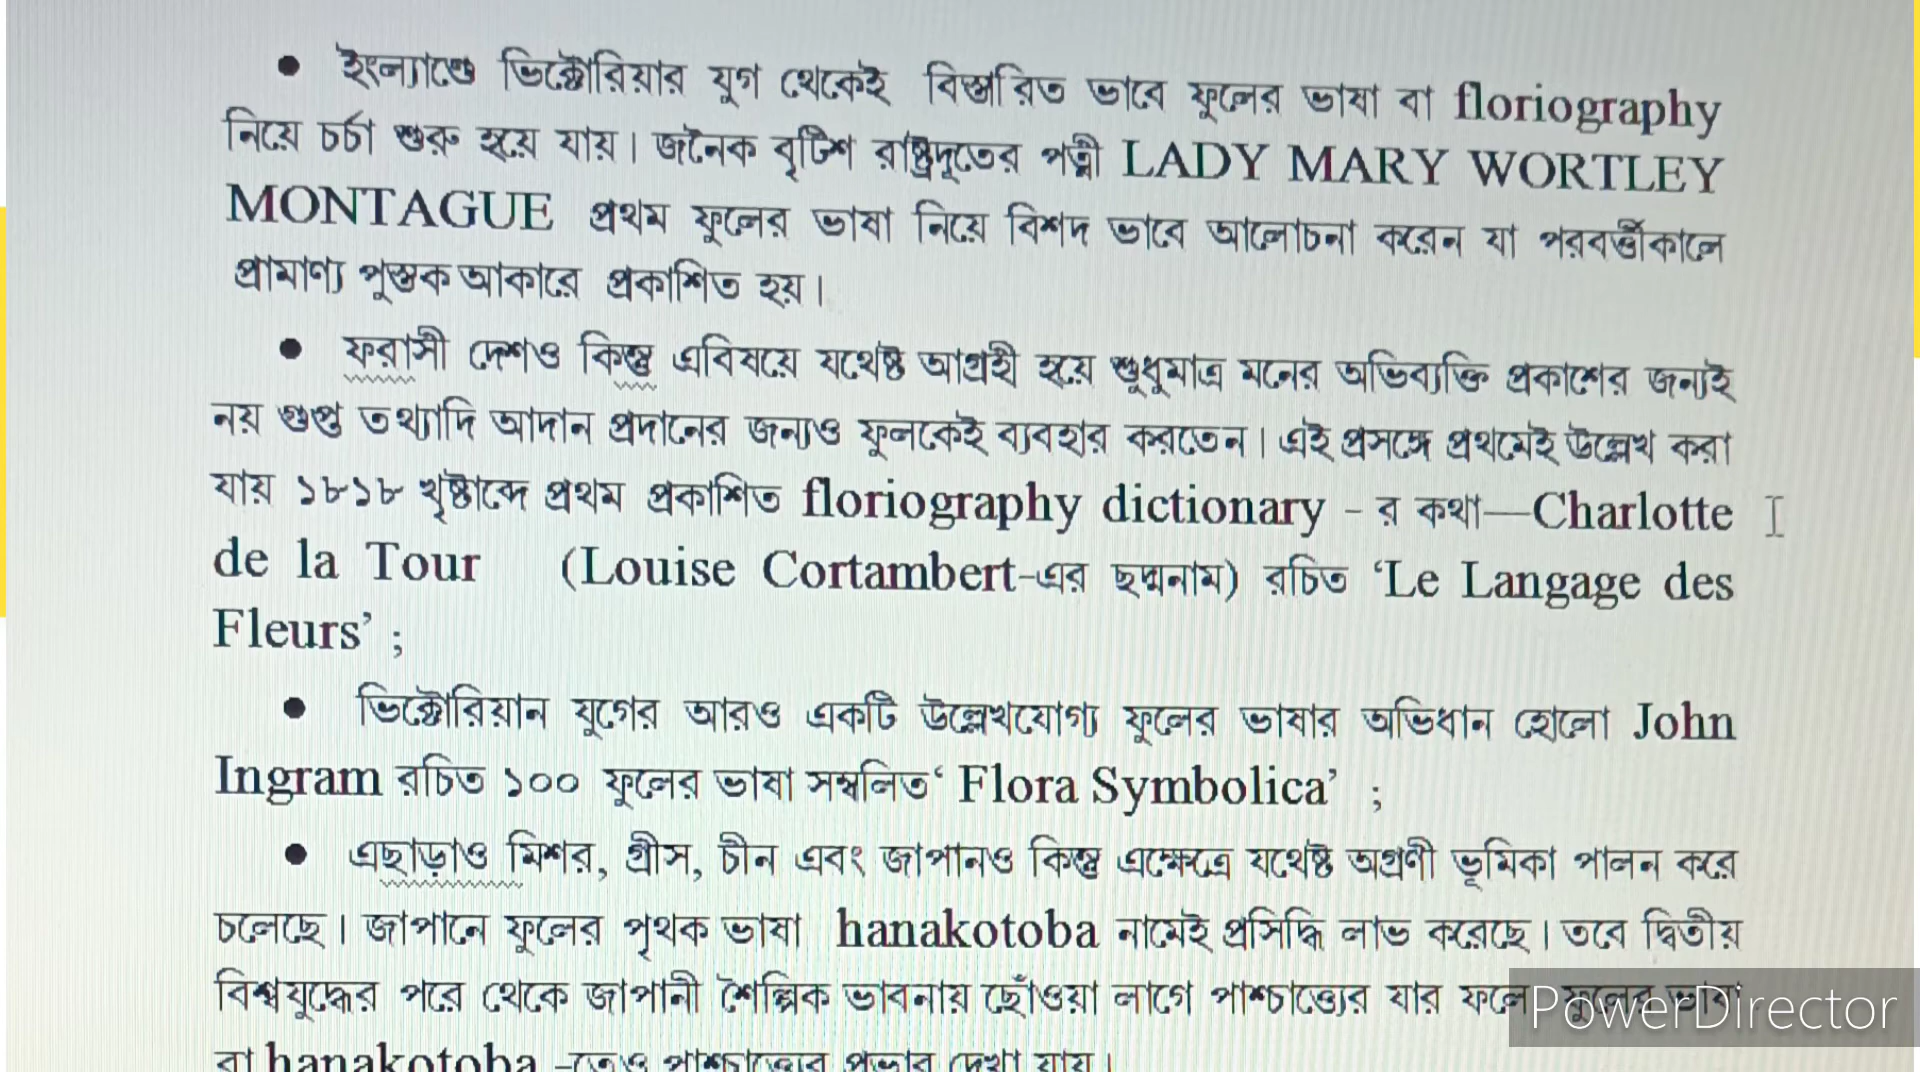 • ইংল্যাণ্ডে ভিক্টোরিয়ার যুগ থেকেই বিস্তারিত ভাবে ফুলের ভাষা বা floriography
নিয়ে চর্চা শুরু হয়ে যায়। জনৈক বৃটিশ রাষ্ট্রদূতের পত্নী LADY MARY WORTLEY
MONTAGUE প্রথম ফুলের ভাষা নিয়ে বিশদ ভাবে আলোচনা করেন যা পরবর্ত্তীকালে
প্রামাণ্য পুস্তক আকারে প্রকাশিত হয়।
• ফরাসী দেশও কিন্তু এবিষয়ে যথেষ্ট আগ্রহী হয়ে শুধুমাত্র মনের অভিব্যক্তি প্রকাশের জন্যই
নয় গুপ্ত তথ্যাদি আদান প্রদানের জন্যও ফুলকেই ব্যবহার করতেন। এই প্রসঙ্গে প্রথমেই উল্লেখ করা
যায় ১৮১৮ খৃষ্টাব্দে প্রথম প্রকাশিত floriography dictionary - র কথা—Charlotte
de la Tour (Louise Cortambert-এর ছদ্মনাম) রচিত ‘Le Langage des
Fleurs’ ;
• ভিক্টোরিয়ান যুগের আরও একটি উল্লেখযোগ্য ফুলের ভাষার অভিধান হোলো John
Ingram রচিত ১০০ ফুলের ভাষা সম্বলিত‘ Flora Symbolica’ ;
• এছাড়াও মিশর, গ্রীস, চীন এবং জাপানও কিন্তু এক্ষেত্রে যথেষ্ট অগ্রণী ভূমিকা পালন করে
চলেছে। জাপানে ফুলের পৃথক ভাষা hanakotoba নামেই প্রসিদ্ধি লাভ করেছে। তবে দ্বিতীয়
বিশ্বযুদ্ধের পরে থেকে জাপানী শৈল্পিক ভাবনায় ছোঁওয়া লাগে পাশ্চাত্ত্যের যার ফলে ফুলের ভাষা
বা hanakotoba -তেও পাশ্চাত্ত্যের প্রভাব দেখা যায়।
PowerDirector